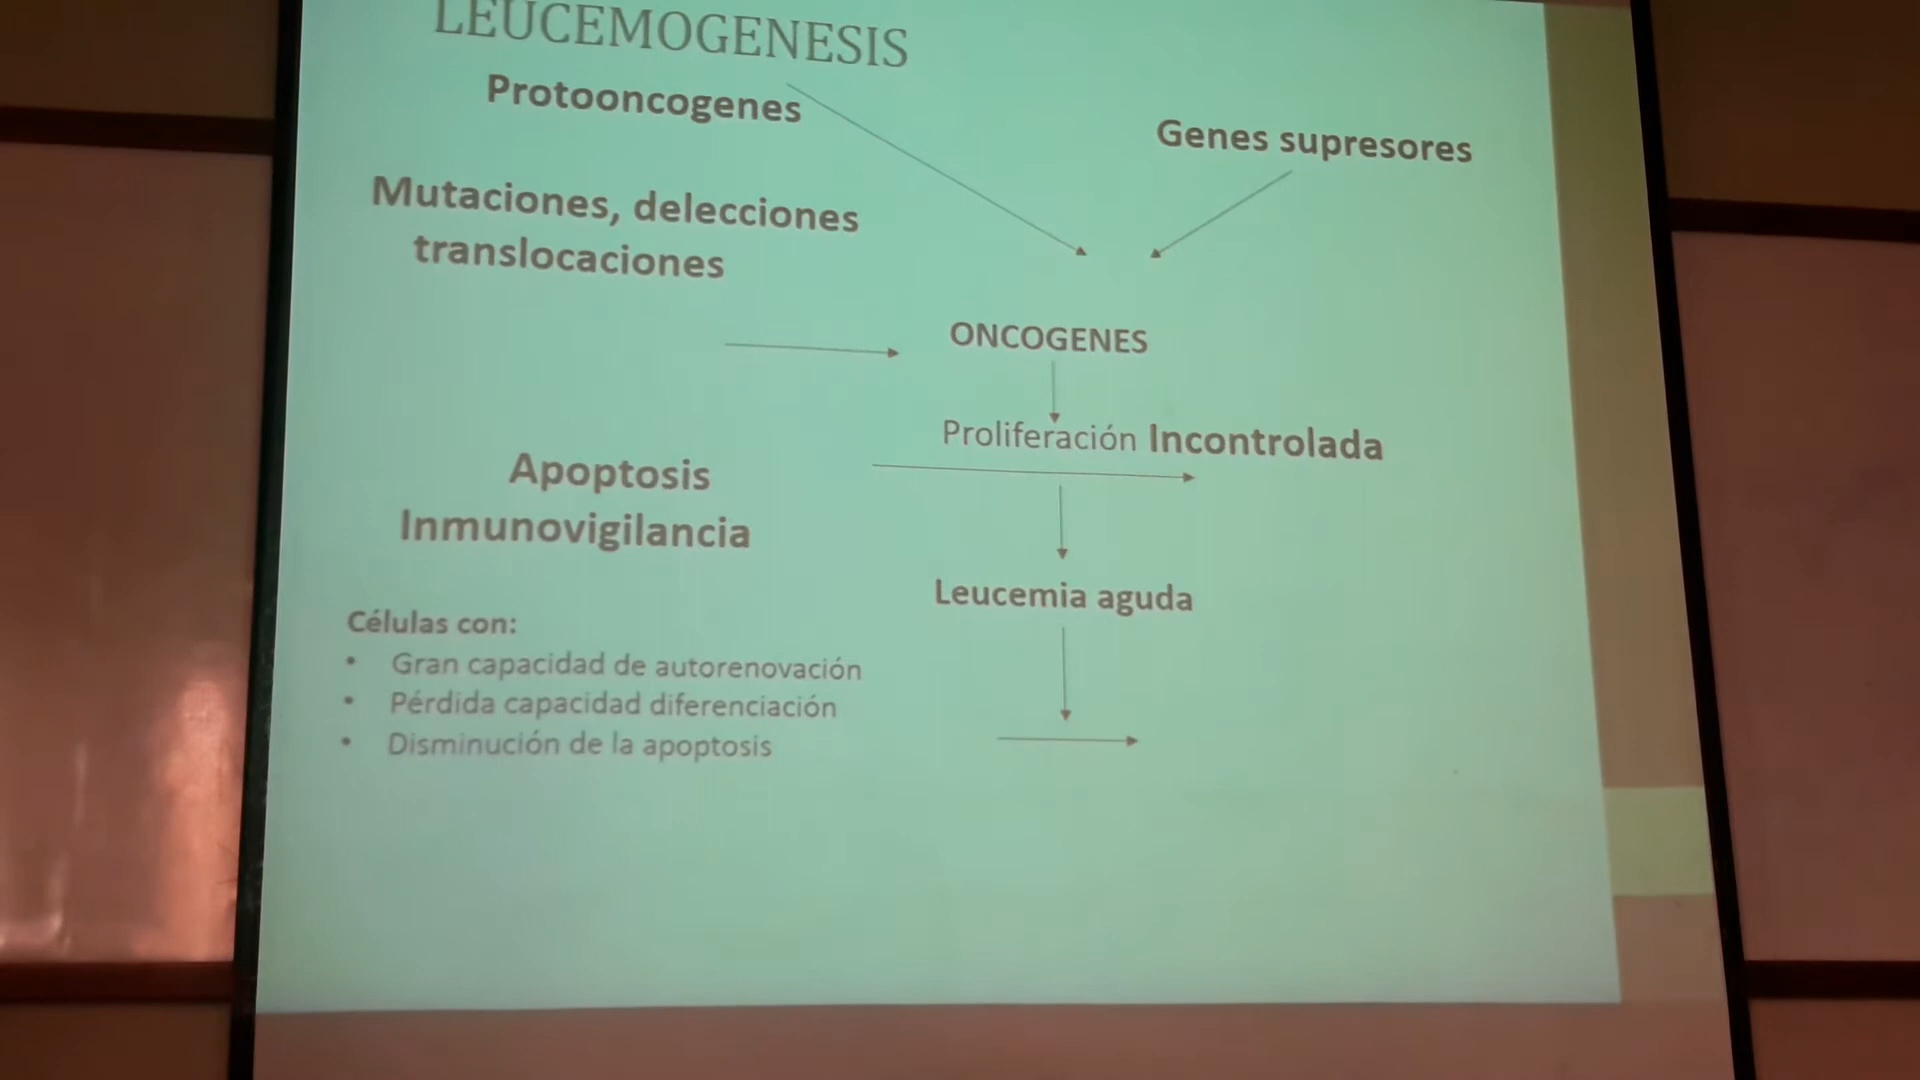 LEUCEMOGENESIS
Protooncogenes
Genes supresores
Mutaciones, delecciones
translocaciones
ONCOGENES
Proliferación Incontrolada
Apoptosis
Inmunovigilancia
Leucemia aguda
Células con:
• Gran capacidad de autorenovación
• Pérdida capacidad diferenciación
• Disminución de la apoptosis